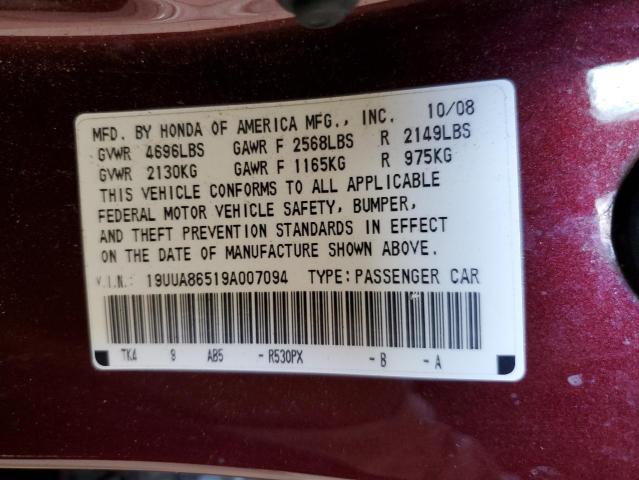 MFD. BY HONDA OF AMERICA MFG., INC. 10/08
GVWR 4696LBS GAWR F 2568LBS R 2149LBS
GVWR 2130KG GAWR F 1165KG R 975KG
THIS VEHICLE CONFORMS TO ALL APPLICABLE
FEDERAL MOTOR VEHICLE SAFETY, BUMPER,
AND THEFT PREVENTION STANDARDS IN EFFECT
ON THE DATE OF MANUFACTURE SHOWN ABOVE.
V.I.N.: 19UUA86519A007094 TYPE: PASSENGER CAR
TK4 9 AB5 -R530PX -B -A